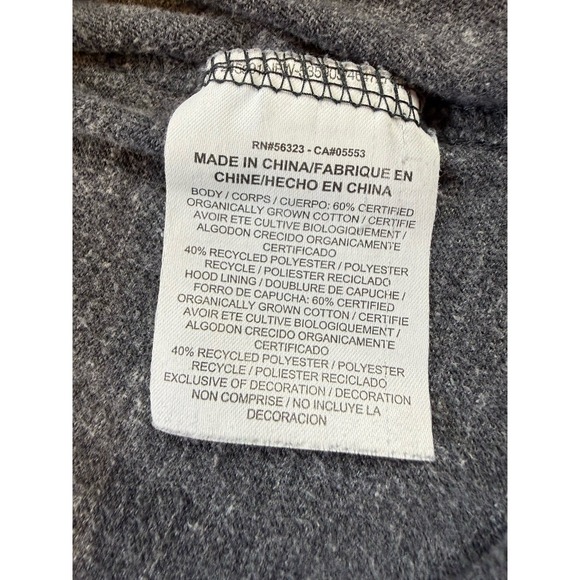 RN#56323 - CA#05553
MADE IN CHINA/FABRIQUE EN
CHINE/HECHO EN CHINA
BODY / CORPS / CUERPO: 60% CERTIFIED
ORGANICALLY GROWN COTTON / CERTIFIE
AVOIR ETE CULTIVE BIOLOGIQUEMENT /
ALGODON CRECIDO ORGANICAMENTE
CERTIFICADO
40% RECYCLED POLYESTER / POLYESTER
RECYCLE / POLIESTER RECICLADO
HOOD LINING / DOUBLURE DE CAPUCHE /
FORRO DE CAPUCHA: 60% CERTIFIED
ORGANICALLY GROWN COTTON / CERTIFIE
AVOIR ETE CULTIVE BIOLOGIQUEMENT /
ALGODON CRECIDO ORGANICAMENTE
CERTIFICADO
40% RECYCLED POLYESTER / POLYESTER
RECYCLE / POLIESTER RECICLADO
EXCLUSIVE OF DECORATION / DECORATION
NON COMPRISE / NO INCLUYE LA
DECORACION